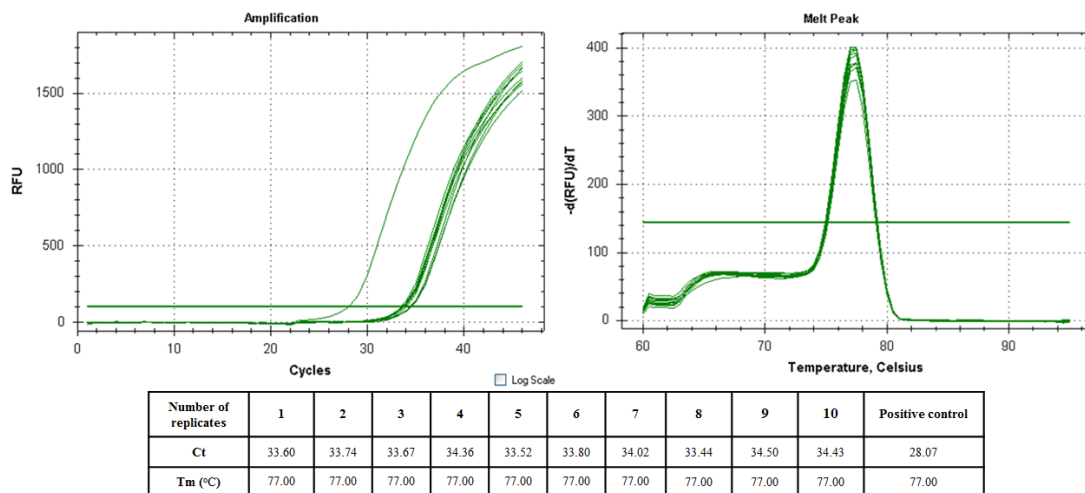 Amplification
Melt Peak
RFU
1500
1000
500
0
0 10 20 30 40
Cycles
-d(RFU)/dT
400
300
200
100
0
60 70 80 90
Temperature, Celsius
Log Scale
Number of replicates 1 2 3 4 5 6 7 8 9 10 Positive control
Ct 33.60 33.74 33.67 34.36 33.52 33.80 34.02 33.44 34.50 34.43 28.07
Tm (°C) 77.00 77.00 77.00 77.00 77.00 77.00 77.00 77.00 77.00 77.00 77.00